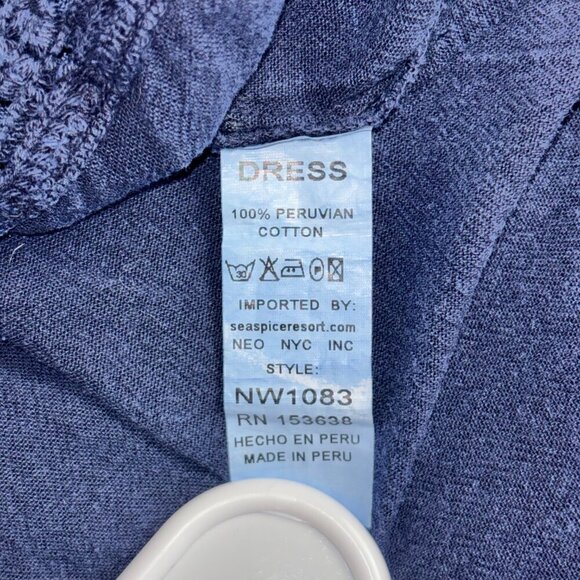 DRESS
100% PERUVIAN
COTTON
IMPORTED BY:
seaspiceresort.com
NEO NYC INC
STYLE:
NW1083
RN 153638
HECHO EN PERU
MADE IN PERU